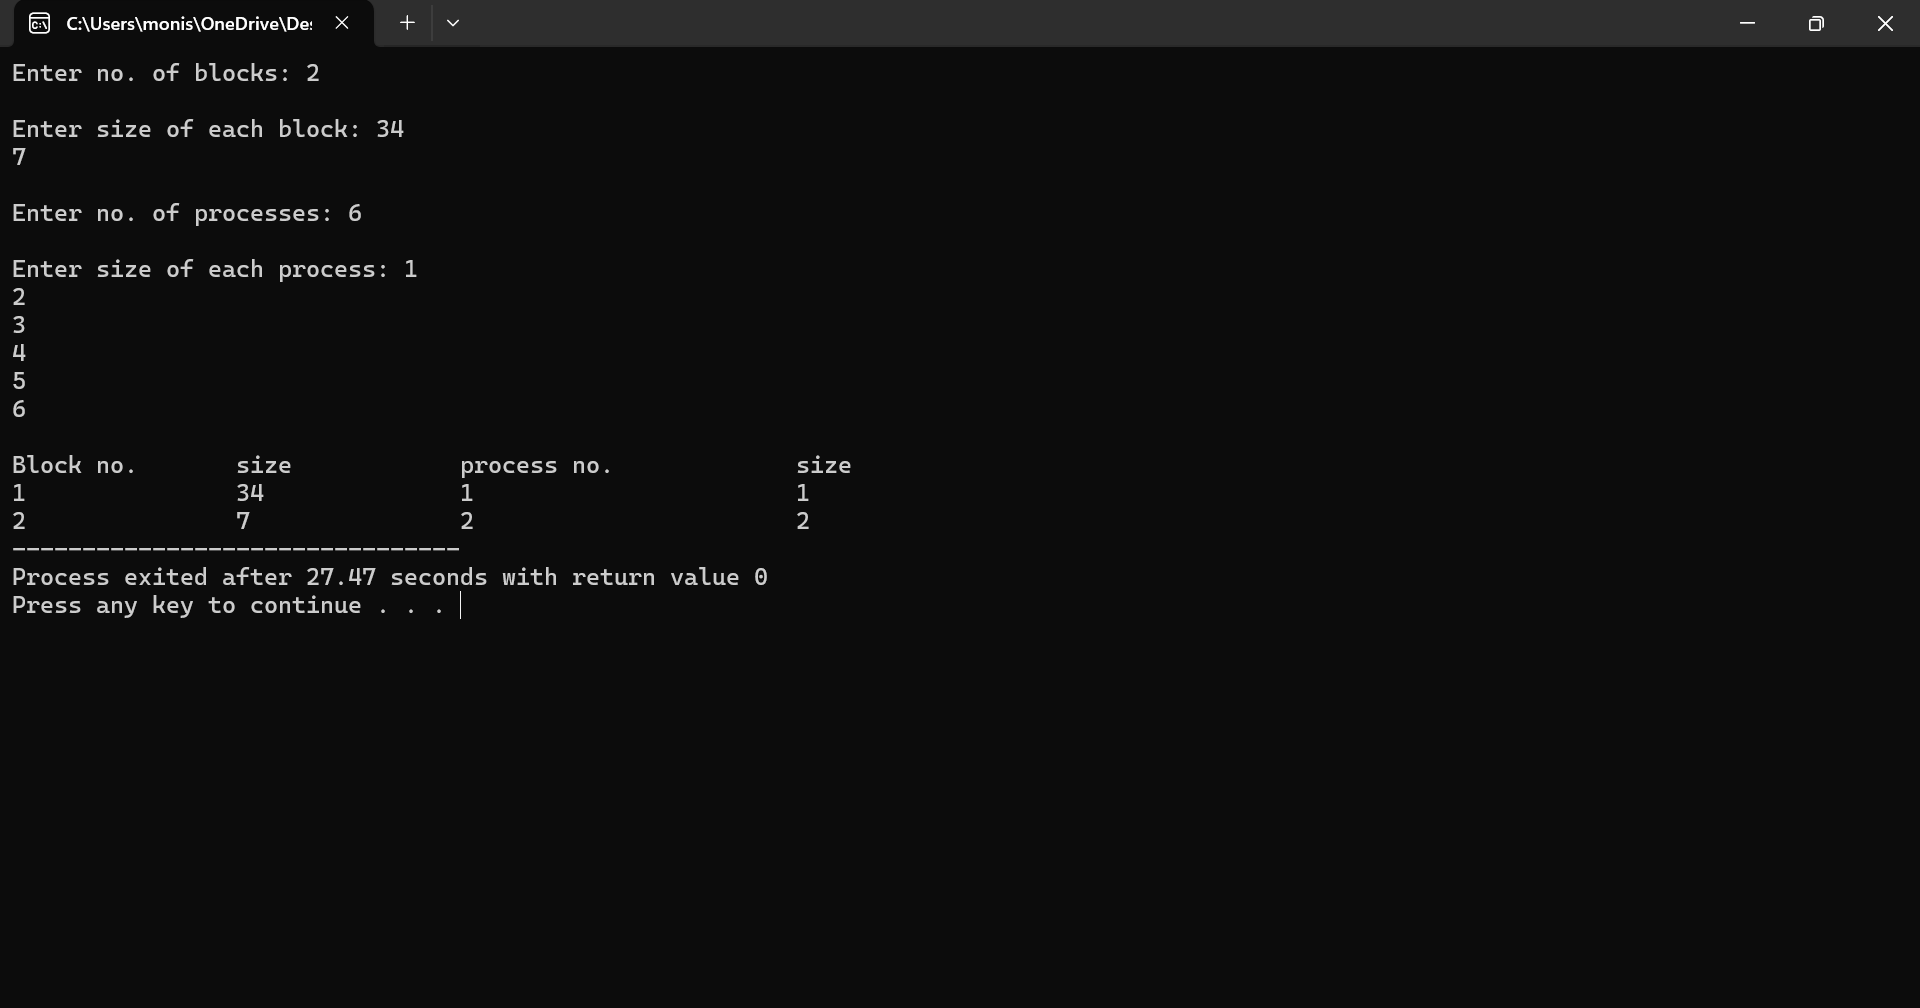 C:\Users\monis\OneDrive\Des
Enter no. of blocks: 2
Enter size of each block: 34
7
Enter no. of processes: 6
Enter size of each process: 1
2
3
4
5
6
Block no. size process no. size
1 34 1 1
2 7 2 2
--------------------------------
Process exited after 27.47 seconds with return value 0
Press any key to continue . . .